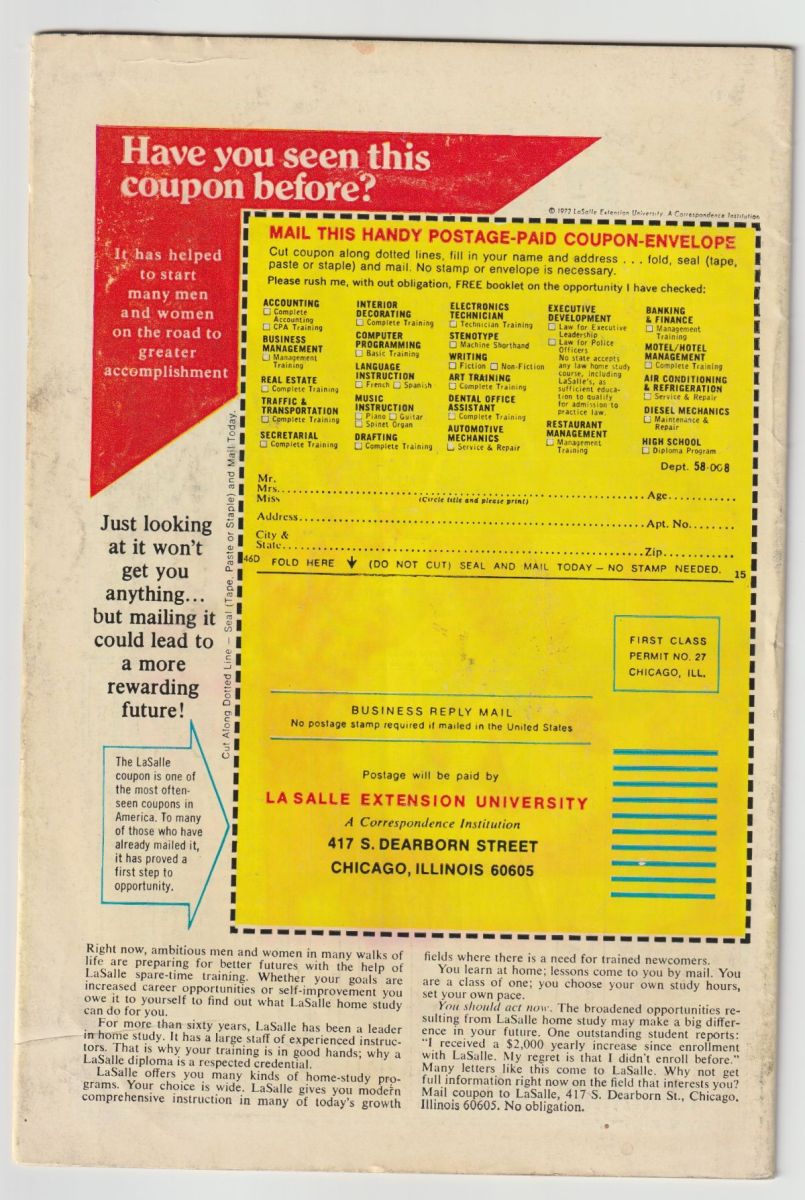 Have you seen this
coupon before?
© 1972 LaSalle Extension University. A Correspondence Institution
It has helped
to start
many men
and women
on the road to
greater
accomplishment
MAIL THIS HANDY POSTAGE-PAID COUPON-ENVELOPE
Cut coupon along dotted lines, fill in your name and address . . . fold, seal (tape,
paste or staple) and mail. No stamp or envelope is necessary.
Please rush me, with out obligation, FREE booklet on the opportunity I have checked:
ACCOUNTING
☐ Complete
Accounting
☐ CPA Training
BUSINESS
MANAGEMENT
☐ Management
Training
REAL ESTATE
☐ Complete Training
TRAFFIC &
TRANSPORTATION
☐ Complete Training
SECRETARIAL
☐ Complete Training
INTERIOR
DECORATING
☐ Complete Training
COMPUTER
PROGRAMMING
☐ Basic Training
LANGUAGE
INSTRUCTION
☐ French ☐ Spanish
MUSIC
INSTRUCTION
☐ Piano ☐ Guitar
☐ Spinet Organ
DRAFTING
☐ Complete Training
ELECTRONICS
TECHNICIAN
☐ Technician Training
STENOTYPE
☐ Machine Shorthand
WRITING
☐ Fiction ☐ Non-Fiction
ART TRAINING
☐ Complete Training
DENTAL OFFICE
ASSISTANT
☐ Complete Training
AUTOMOTIVE
MECHANICS
☐ Service & Repair
EXECUTIVE
DEVELOPMENT
☐ Law for Executive
Leadership
☐ Law for Police
Officers
No state accepts
any law home study
course, including
LaSalle's, as
sufficient educa-
tion to qualify
for admission to
practice law.
RESTAURANT
MANAGEMENT
☐ Management
Training
BANKING
& FINANCE
☐ Management
Training
MOTEL/HOTEL
MANAGEMENT
☐ Complete Training
AIR CONDITIONING
& REFRIGERATION
☐ Service & Repair
DIESEL MECHANICS
☐ Maintenance &
Repair
HIGH SCHOOL
☐ Diploma Program
Dept. 58-008
Mr.
Mrs.
Miss (Circle title and please print) Age
Address Apt. No.
City &
State Zip
46D FOLD HERE ↓ (DO NOT CUT) SEAL AND MAIL TODAY – NO STAMP NEEDED. 15
Cut Along Dotted Line – Seal (Tape, Paste or Staple) and Mail Today.
Just looking
at it won't
get you
anything...
but mailing it
could lead to
a more
rewarding
future!
The LaSalle
coupon is one of
the most often-
seen coupons in
America. To many
of those who have
already mailed it,
it has proved a
first step to
opportunity.
FIRST CLASS
PERMIT NO. 27
CHICAGO, ILL.
BUSINESS REPLY MAIL
No postage stamp required if mailed in the United States
Postage will be paid by
LA SALLE EXTENSION UNIVERSITY
A Correspondence Institution
417 S. DEARBORN STREET
CHICAGO, ILLINOIS 60605
Right now, ambitious men and women in many walks of
life are preparing for better futures with the help of
LaSalle spare-time training. Whether your goals are
increased career opportunities or self-improvement you
owe it to yourself to find out what LaSalle home study
can do for you.
For more than sixty years, LaSalle has been a leader
in home study. It has a large staff of experienced instruc-
tors. That is why your training is in good hands; why a
LaSalle diploma is a respected credential.
LaSalle offers you many kinds of home-study pro-
grams. Your choice is wide. LaSalle gives you modern
comprehensive instruction in many of today's growth
fields where there is a need for trained newcomers.
You learn at home; lessons come to you by mail. You
are a class of one; you choose your own study hours,
set your own pace.
You should act now. The broadened opportunities re-
sulting from LaSalle home study may make a big differ-
ence in your future. One outstanding student reports:
"I received a $2,000 yearly increase since enrollment
with LaSalle. My regret is that I didn't enroll before."
Many letters like this come to LaSalle. Why not get
full information right now on the field that interests you?
Mail coupon to LaSalle, 417 S. Dearborn St., Chicago,
Illinois 60605. No obligation.